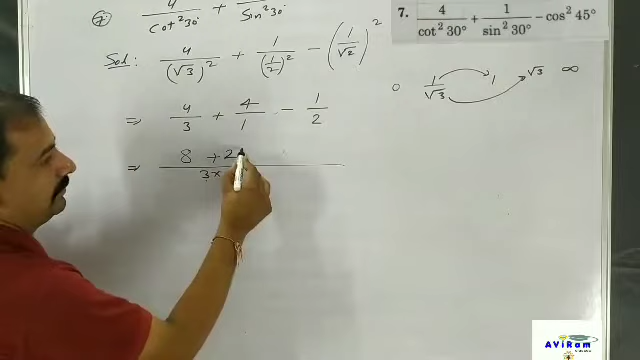 ⑦ 4/cot²30° + 1/Sin²30°
Sol: 4/(√3)² + 1/(1/2)² − (1/√2)²
⇒ 4/3 + 4/1 − 1/2
⇒ 8 + 2 / 3×
7. 4/cot² 30° + 1/sin² 30° − cos² 45°
0 1/√3 1 √3 ∞
AViRam